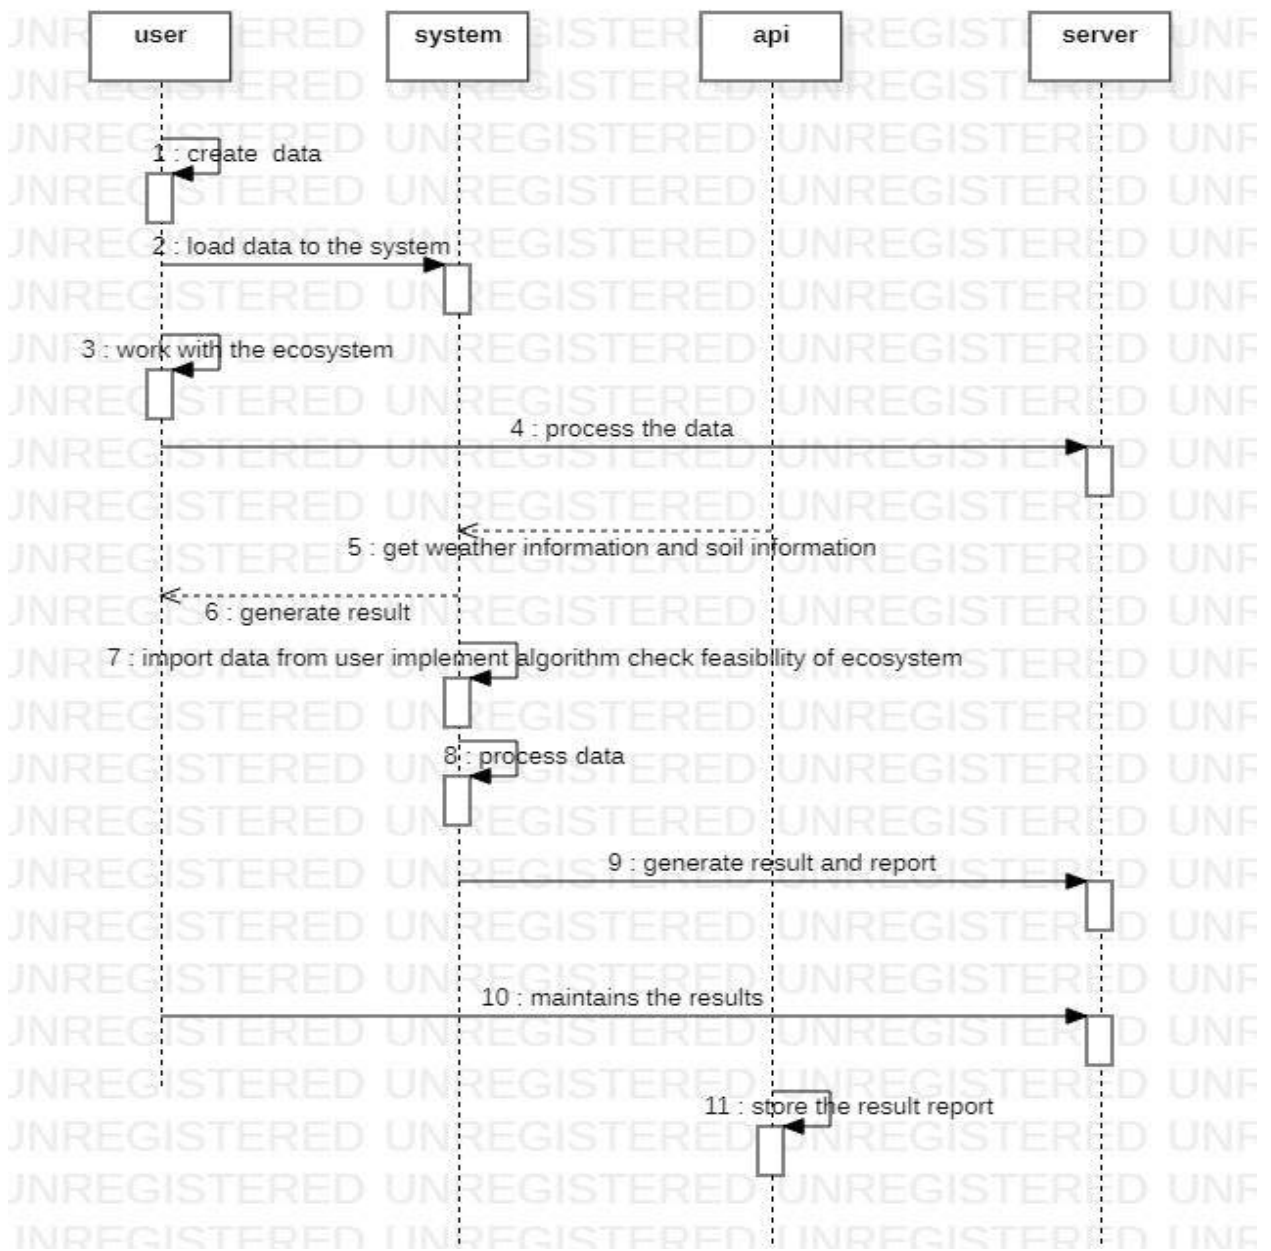 user system api server
1 : create  data
2 : load data to the system
3 : work with the ecosystem
4 : process the data
5 : get weather information and soil information
6 : generate result
7 : import data from user implement algorithm check feasibility of ecosystem
8 : process data
9 : generate result and report
10 : maintains the results
11 : store the result report
UNREGISTERED